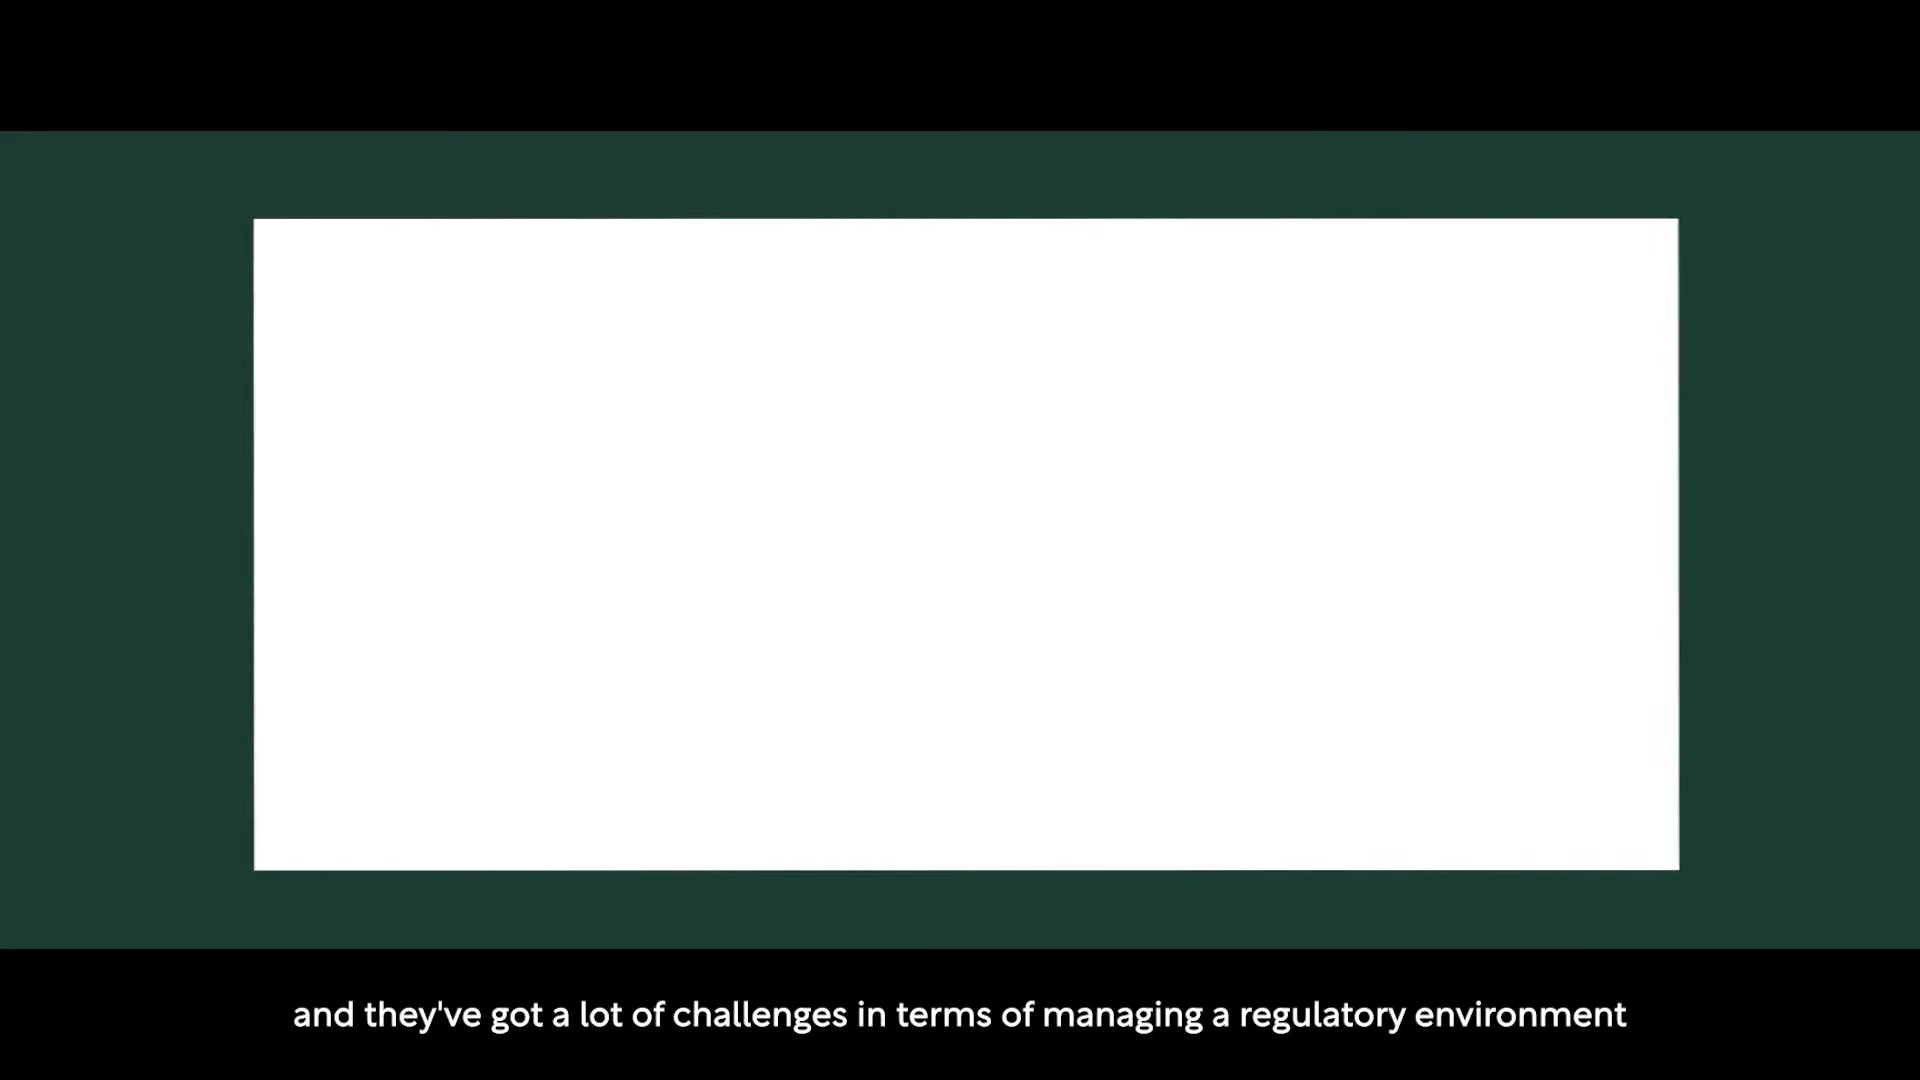 and they've got a lot of challenges in terms of managing a regulatory environment